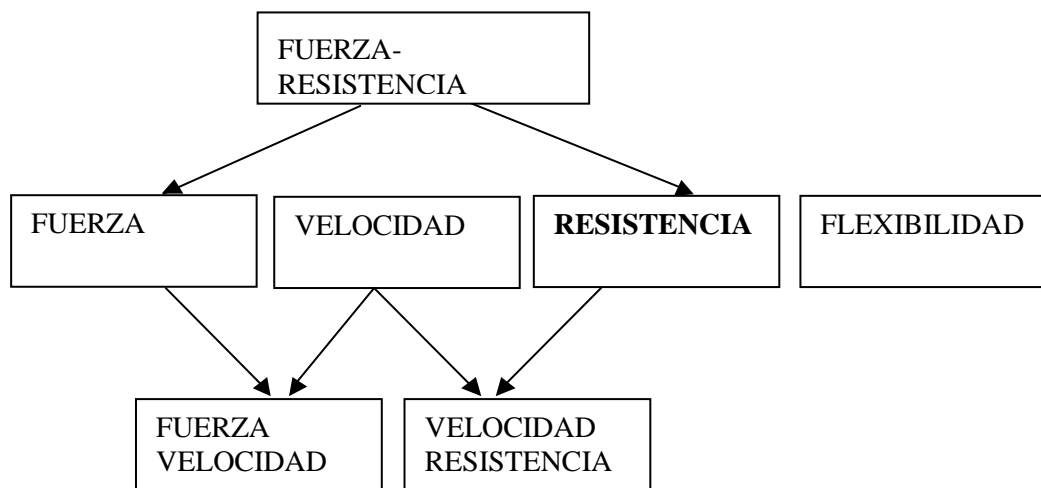 FUERZA-
RESISTENCIA
FUERZA
VELOCIDAD
RESISTENCIA
FLEXIBILIDAD
FUERZA
VELOCIDAD
VELOCIDAD
RESISTENCIA